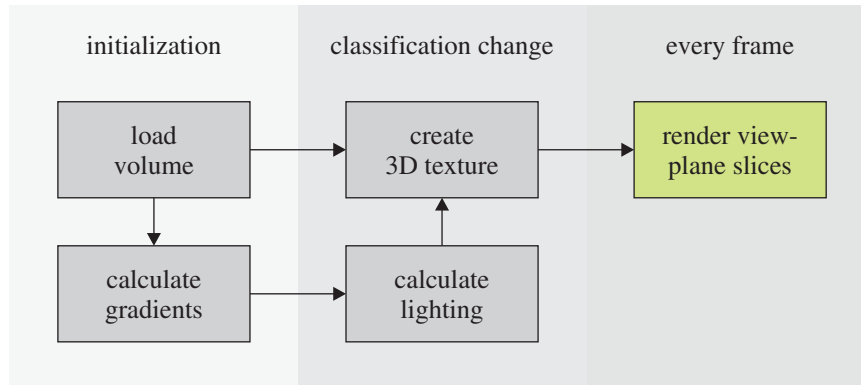 initialization
classification change
every frame
load
volume
create
3D texture
render view-
plane slices
calculate
gradients
calculate
lighting